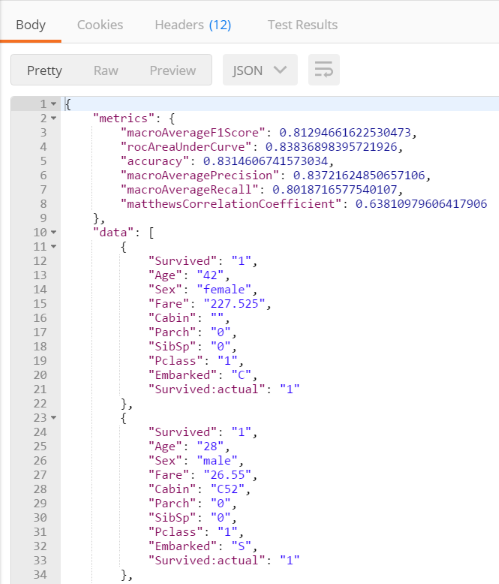 Body Cookies Headers (12) Test Results
Pretty Raw Preview JSON
1 {
2 "metrics": {
3 "macroAverageF1Score": 0.81294661622530473,
4 "rocAreaUnderCurve": 0.83836898395721926,
5 "accuracy": 0.8314606741573034,
6 "macroAveragePrecision": 0.83721624850657106,
7 "macroAverageRecall": 0.8018716577540107,
8 "matthewsCorrelationCoefficient": 0.63810979606417906
9 },
10 "data": [
11 {
12 "Survived": "1",
13 "Age": "42",
14 "Sex": "female",
15 "Fare": "227.525",
16 "Cabin": "",
17 "Parch": "0",
18 "SibSp": "0",
19 "Pclass": "1",
20 "Embarked": "C",
21 "Survived:actual": "1"
22 },
23 {
24 "Survived": "1",
25 "Age": "28",
26 "Sex": "male",
27 "Fare": "26.55",
28 "Cabin": "C52",
29 "Parch": "0",
30 "SibSp": "0",
31 "Pclass": "1",
32 "Embarked": "S",
33 "Survived:actual": "1"
34 },